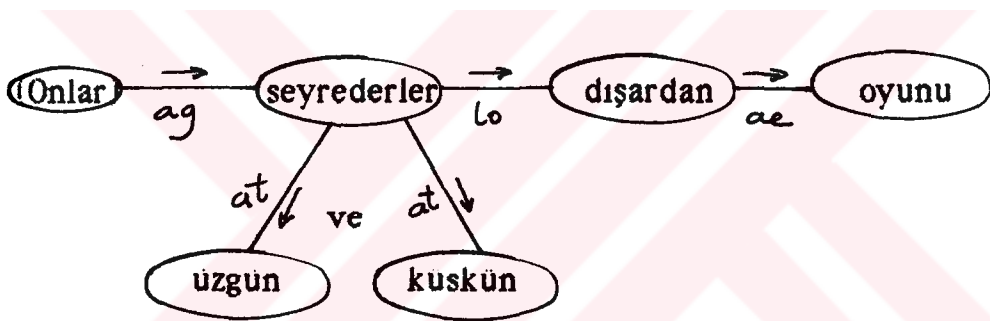 Onlar seyrederler dışardan oyunu
ag lo ae
at ve at
üzgün küskün